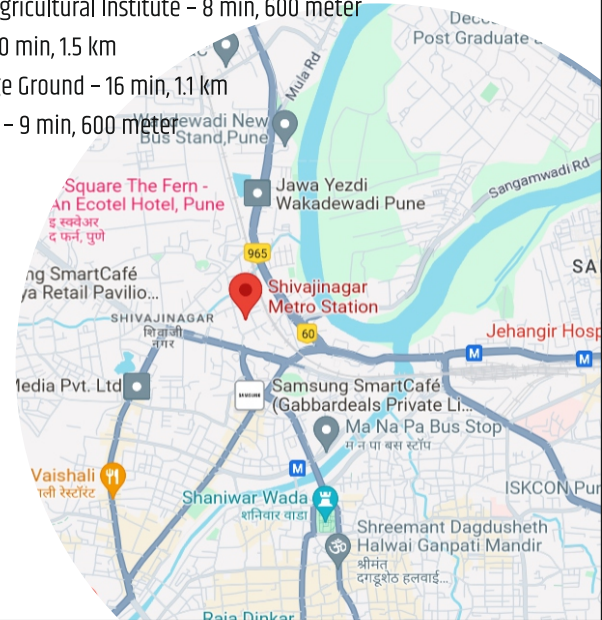 gricultural Institute – 8 min, 600 meter
0 min, 1.5 km
e Ground – 16 min, 1.1 km
– 9 min, 600 meter
Deco
Post Graduate
Mula Rd
New
Bus Stand, Pune
Sangamwadi Rd
Square The Fern -
An Ecotel Hotel, Pune
इ स्क्वेअर
द फर्न, पुणे
Jawa Yezdi
Wakadewadi Pune
965
SA
ng SmartCafé
ya Retail Pavilio...
Shivajinagar
Metro Station
SHIVAJINAGAR
शिवाजी
नगर
60
Jehangir Hosp
M
M
Media Pvt. Ltd
SAMSUNG
Samsung SmartCafé
(Gabbardeals Private Li...
Ma Na Pa Bus Stop
म न पा बस स्टॉप
M
Vaishali
ाली रेस्टॉरंट
Shaniwar Wada
शनिवार वाडा
ISKCON Pun
Shreemant Dagdusheth
Halwai Ganpati Mandir
श्रीमंत
दगडूशेठ हलवाई...
Raja Dinkar